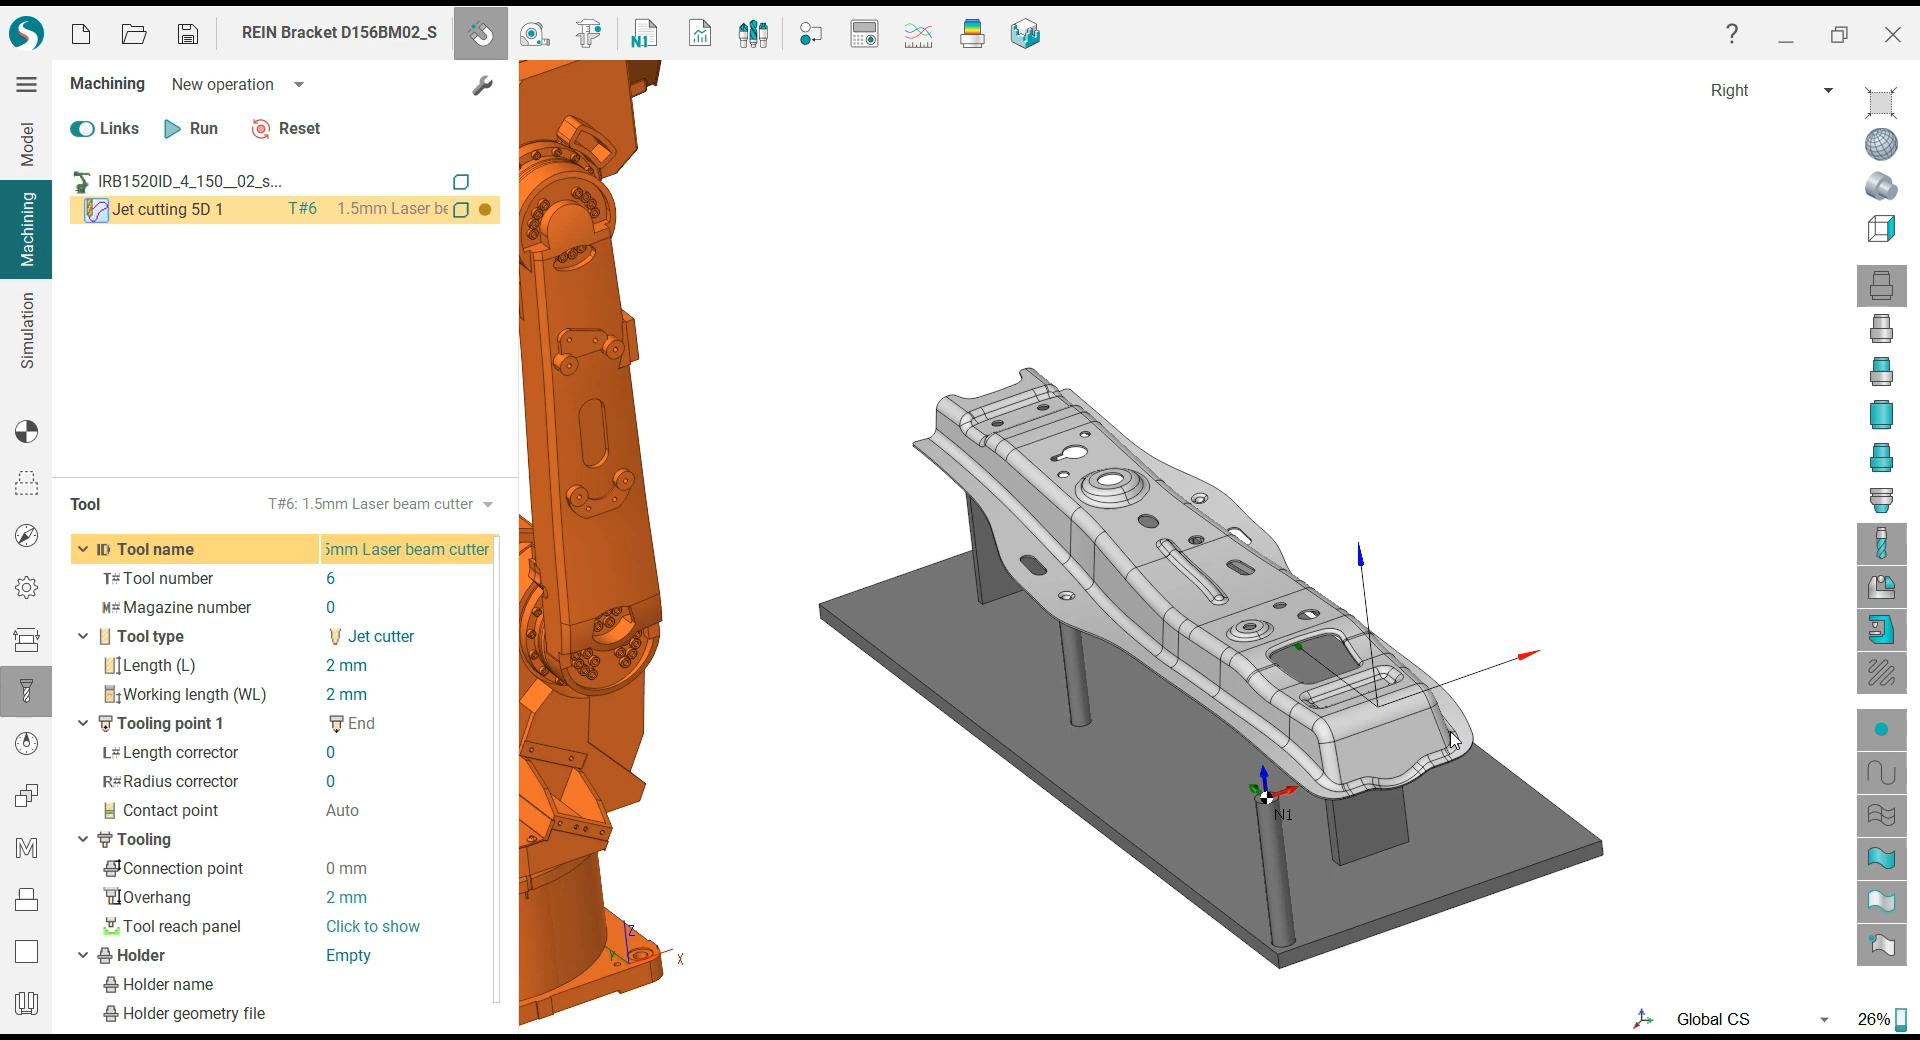 REIN Bracket D156BM02_S
N1
?
Machining New operation
Links Run Reset
Model
Machining
Simulation
IRB1520ID_4_150__02_s...
Jet cutting 5D 1 T#6 1.5mm Laser be
Right
Tool T#6: 1.5mm Laser beam cutter
ID Tool name 5mm Laser beam cutter
T# Tool number 6
M# Magazine number 0
Tool type Jet cutter
Length (L) 2 mm
Working length (WL) 2 mm
Tooling point 1 End
L# Length corrector 0
R# Radius corrector 0
Contact point Auto
Tooling
Connection point 0 mm
Overhang 2 mm
Tool reach panel Click to show
Holder Empty
Holder name
Holder geometry file
M
N1
Z
Y
X
Global CS 26%